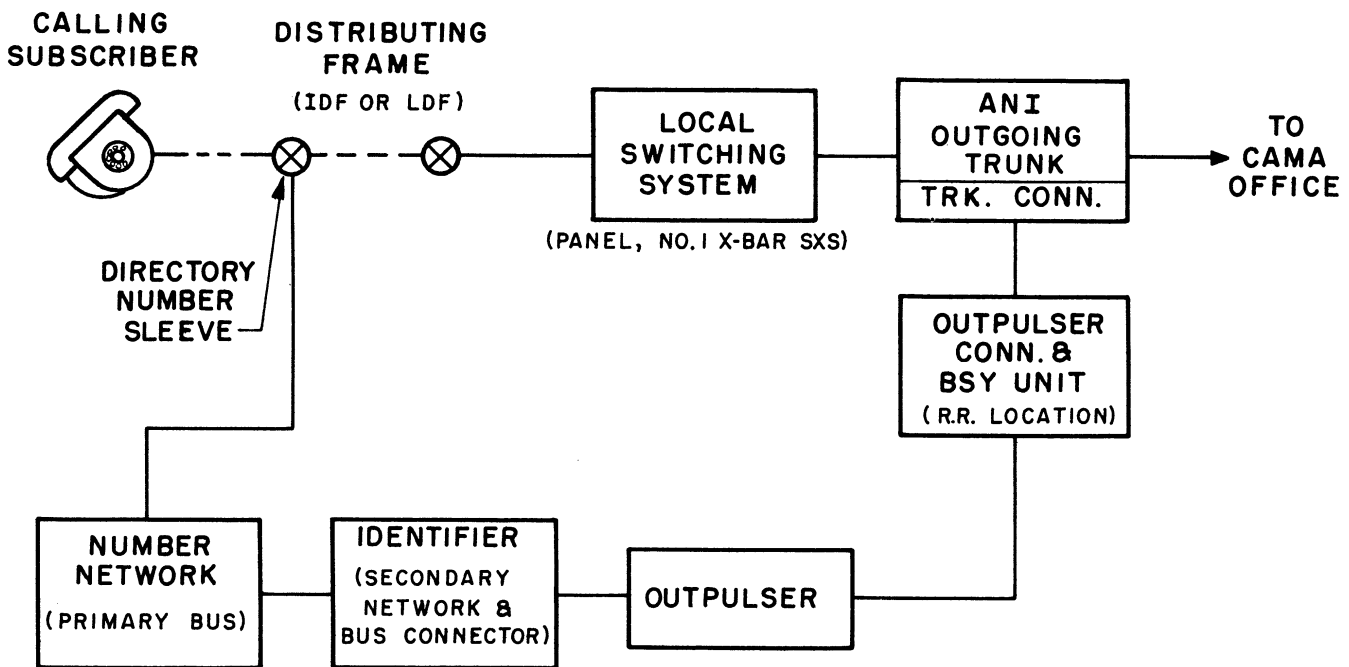 CALLING
SUBSCRIBER
DISTRIBUTING
FRAME
(IDF OR LDF)
LOCAL
SWITCHING
SYSTEM
(PANEL, NO.1 X-BAR SXS)
ANI
OUTGOING
TRUNK
TRK. CONN.
TO
CAMA
OFFICE
DIRECTORY
NUMBER
SLEEVE
OUTPULSER
CONN. &
BSY UNIT
(R.R. LOCATION)
NUMBER
NETWORK
(PRIMARY BUS)
IDENTIFIER
(SECONDARY
NETWORK &
BUS CONNECTOR)
OUTPULSER